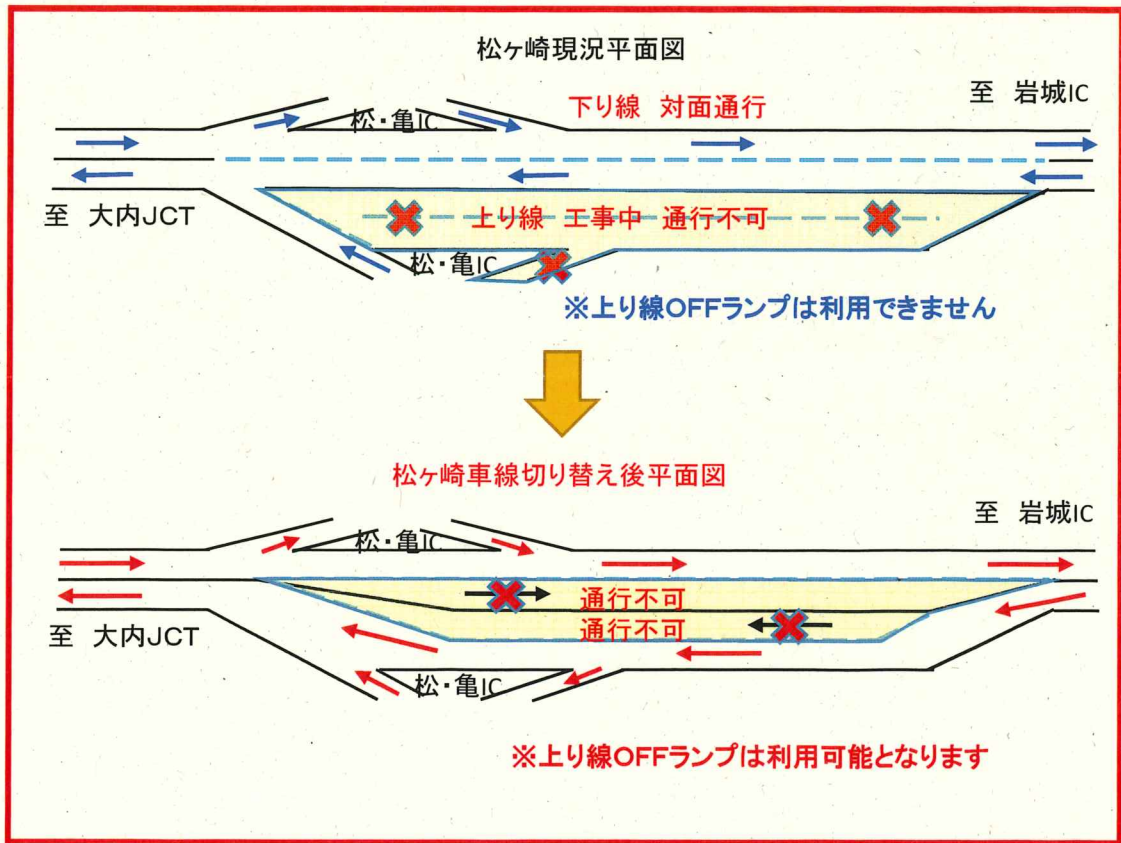 松ヶ崎現況平面図
至 岩城IC
下り線 対面通行
松・亀IC
上り線 工事中 通行不可
至 大内JCT
松・亀IC
※上り線OFFランプは利用できません
松ヶ崎車線切り替え後平面図
至 岩城IC
松・亀IC
通行不可
通行不可
至 大内JCT
松・亀IC
※上り線OFFランプは利用可能となります